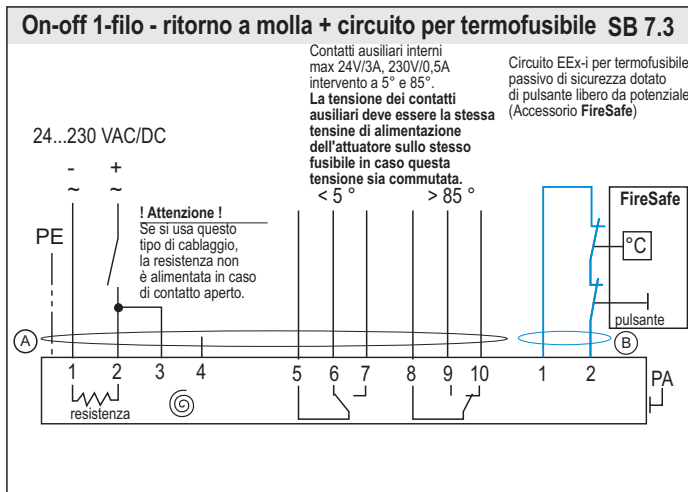 On-off 1-filo - ritorno a molla + circuito per termofusibile SB 7.3
Contatti ausiliari interni
max 24V/3A, 230V/0,5A
intervento a 5° e 85°.
La tensione dei contatti
ausiliari deve essere la stessa
tensine di alimentazione
dell'attuatore sullo stesso
fusibile in caso questa
tensione sia commutata.
Circuito EEx-i per termofusibile
passivo di sicurezza dotato
di pulsante libero da potenziale
(Accessorio FireSafe)
24...230 VAC/DC
- +
~ ~
< 5 ° > 85 °
! Attenzione !
Se si usa questo
tipo di cablaggio,
la resistenza non
è alimentata in caso
di contatto aperto.
PE
FireSafe
°C
pulsante
A B
1 2 3 4 5 6 7 8 9 10 1 2 PA
resistenza